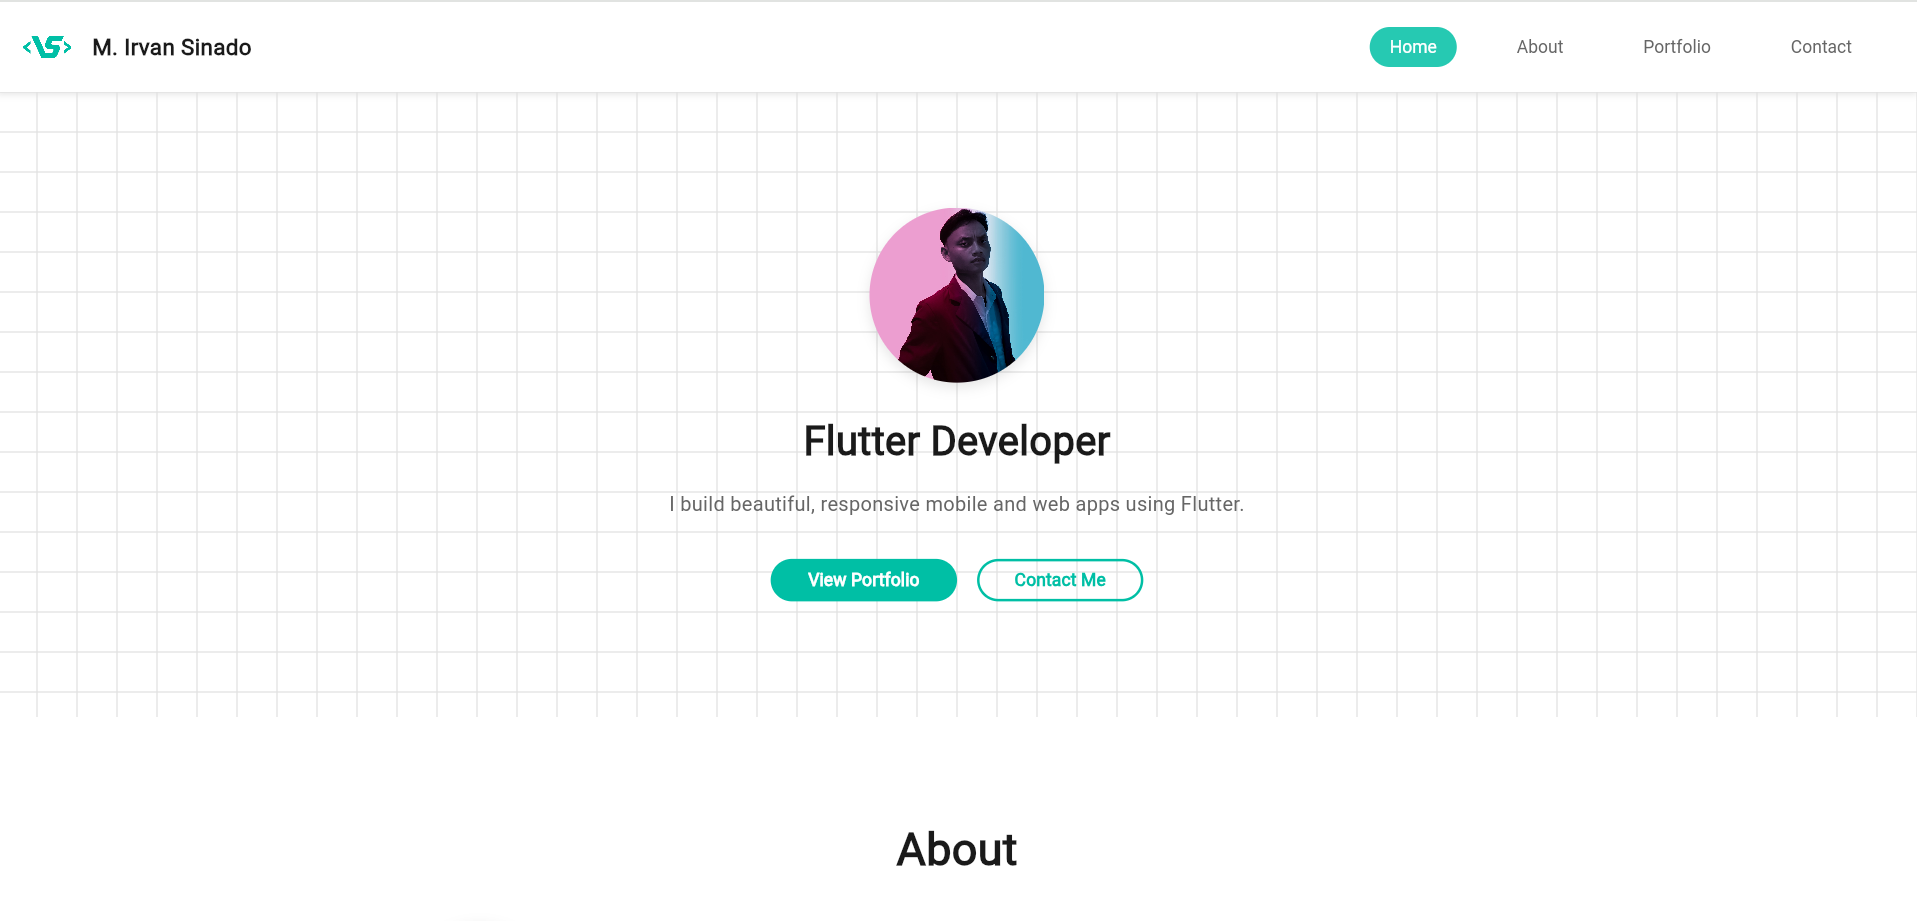 <VS>
M. Irvan Sinado
Home
About
Portfolio
Contact
Flutter Developer
I build beautiful, responsive mobile and web apps using Flutter.
View Portfolio
Contact Me
About